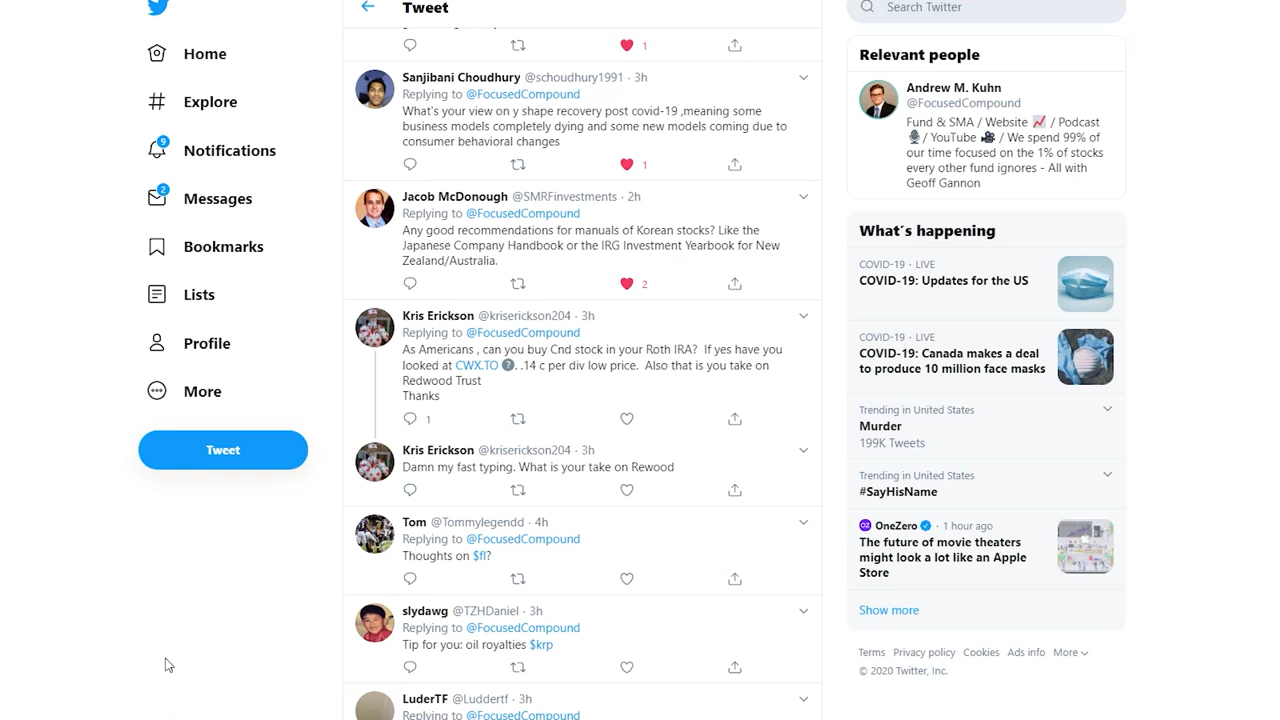 Home
Explore
9
Notifications
2
Messages
Bookmarks
Lists
Profile
More
Tweet
Tweet
1
Sanjibani Choudhury @schoudhury1991 · 3h
Replying to @FocusedCompound
What's your view on y shape recovery post covid-19 ,meaning some
business models completely dying and some new models coming due to
consumer behavioral changes
1
Jacob McDonough @SMRFinvestments · 2h
Replying to @FocusedCompound
Any good recommendations for manuals of Korean stocks? Like the
Japanese Company Handbook or the IRG Investment Yearbook for New
Zealand/Australia.
2
Kris Erickson @kriserickson204 · 3h
Replying to @FocusedCompound
As Americans , can you buy Cnd stock in your Roth IRA? If yes have you
looked at CWX.TO ?. .14 c per div low price. Also that is you take on
Redwood Trust
Thanks
1
Kris Erickson @kriserickson204 · 3h
Damn my fast typing. What is your take on Rewood
Tom @Tommylegendd · 4h
Replying to @FocusedCompound
Thoughts on $fl?
slydawg @TZHDaniel · 3h
Replying to @FocusedCompound
Tip for you: oil royalties $krp
LuderTF @Luddertf · 3h
Replying to @FocusedCompound
Search Twitter
Relevant people
Andrew M. Kuhn
@FocusedCompound
Fund & SMA / Website 📈 / Podcast
🎙/ YouTube 🎥 / We spend 99% of
our time focused on the 1% of stocks
every other fund ignores - All with
Geoff Gannon
What's happening
COVID-19 · LIVE
COVID-19: Updates for the US
COVID-19 · LIVE
COVID-19: Canada makes a deal
to produce 10 million face masks
Trending in United States
Murder
199K Tweets
Trending in United States
#SayHisName
OZ OneZero · 1 hour ago
The future of movie theaters
might look a lot like an Apple
Store
Show more
Terms Privacy policy Cookies Ads info More
© 2020 Twitter, Inc.